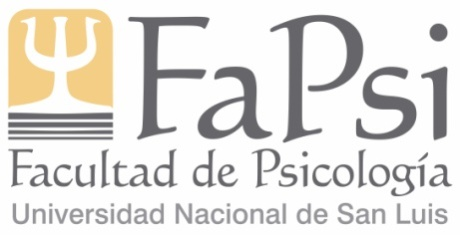 FaPsi
Facultad de Psicología
Universidad Nacional de San Luis